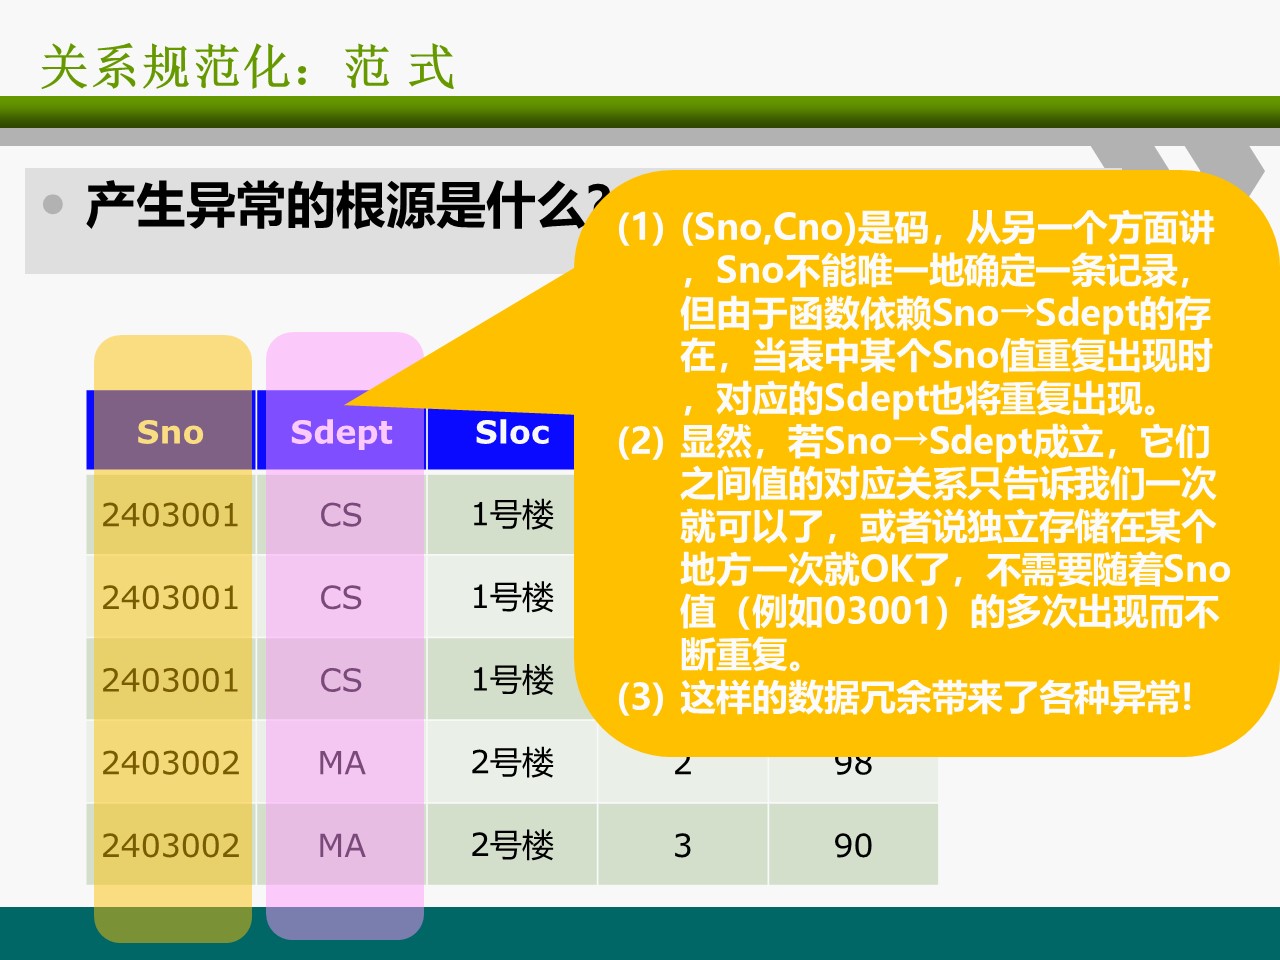 关系规范化：范 式
产生异常的根源是什么？
(1) (Sno,Cno)是码，从另一个方面讲
，Sno不能唯一地确定一条记录，
但由于函数依赖Sno→Sdept的存
在，当表中某个Sno值重复出现时
，对应的Sdept也将重复出现。
(2) 显然，若Sno→Sdept成立，它们
之间值的对应关系只告诉我们一次
就可以了，或者说独立存储在某个
地方一次就OK了，不需要随着Sno
值（例如03001）的多次出现而不
断重复。
(3) 这样的数据冗余带来了各种异常!
Sno Sdept Sloc
2403001 CS 1号楼
2403001 CS 1号楼
2403001 CS 1号楼
2403002 MA 2号楼 2 98
2403002 MA 2号楼 3 90